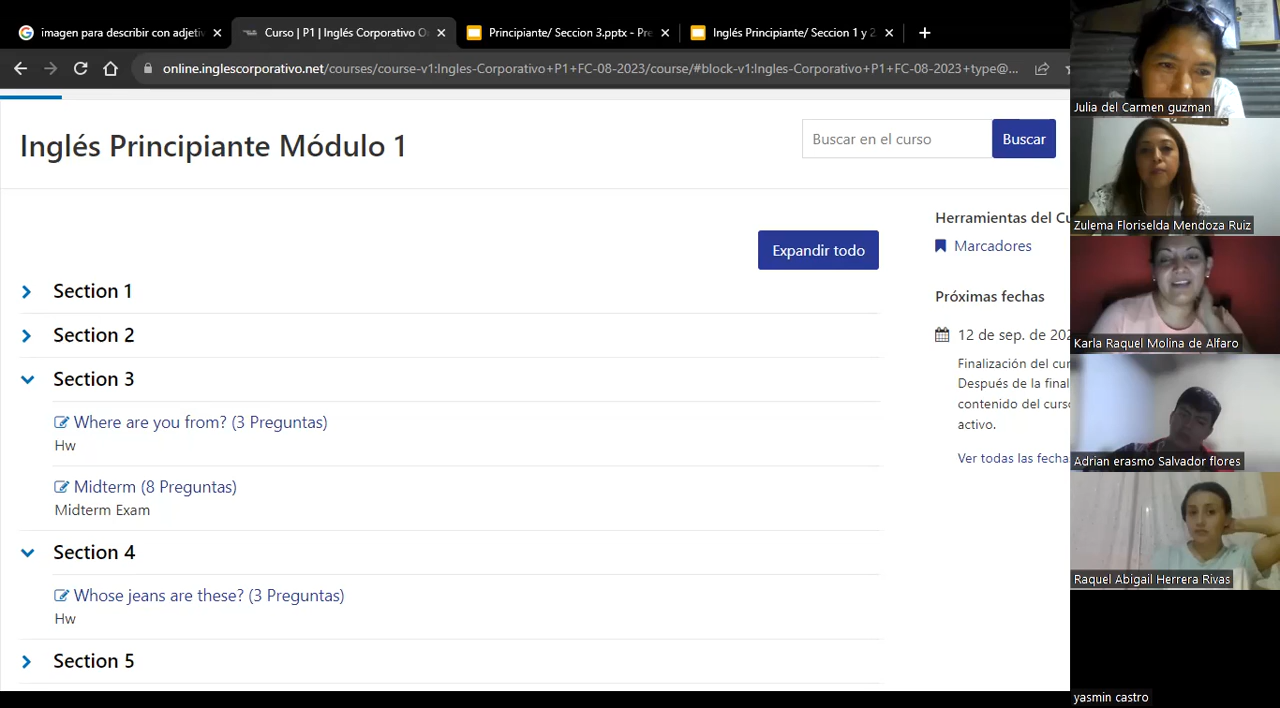 imagen para describir con adjetiv
Curso | P1 | Inglés Corporativo O
Principiante/ Seccion 3.pptx - Pre
Inglés Principiante/ Seccion 1 y 2
online.inglescorporativo.net/courses/course-v1:Ingles-Corporativo+P1+FC-08-2023/course/#block-v1:Ingles-Corporativo+P1+FC-08-2023+type@...
Inglés Principiante Módulo 1
Buscar en el curso
Buscar
Expandir todo
Section 1
Section 2
Section 3
Where are you from? (3 Preguntas)
Hw
Midterm (8 Preguntas)
Midterm Exam
Section 4
Whose jeans are these? (3 Preguntas)
Hw
Section 5
Herramientas del Cu
Marcadores
Próximas fechas
12 de sep. de 202
Finalización del cur
Después de la final
contenido del curso
activo.
Ver todas las fecha
Julia del Carmen guzman
Zulema Floriselda Mendoza Ruiz
Karla Raquel Molina de Alfaro
Adrian erasmo Salvador flores
Raquel Abigail Herrera Rivas
yasmin castro